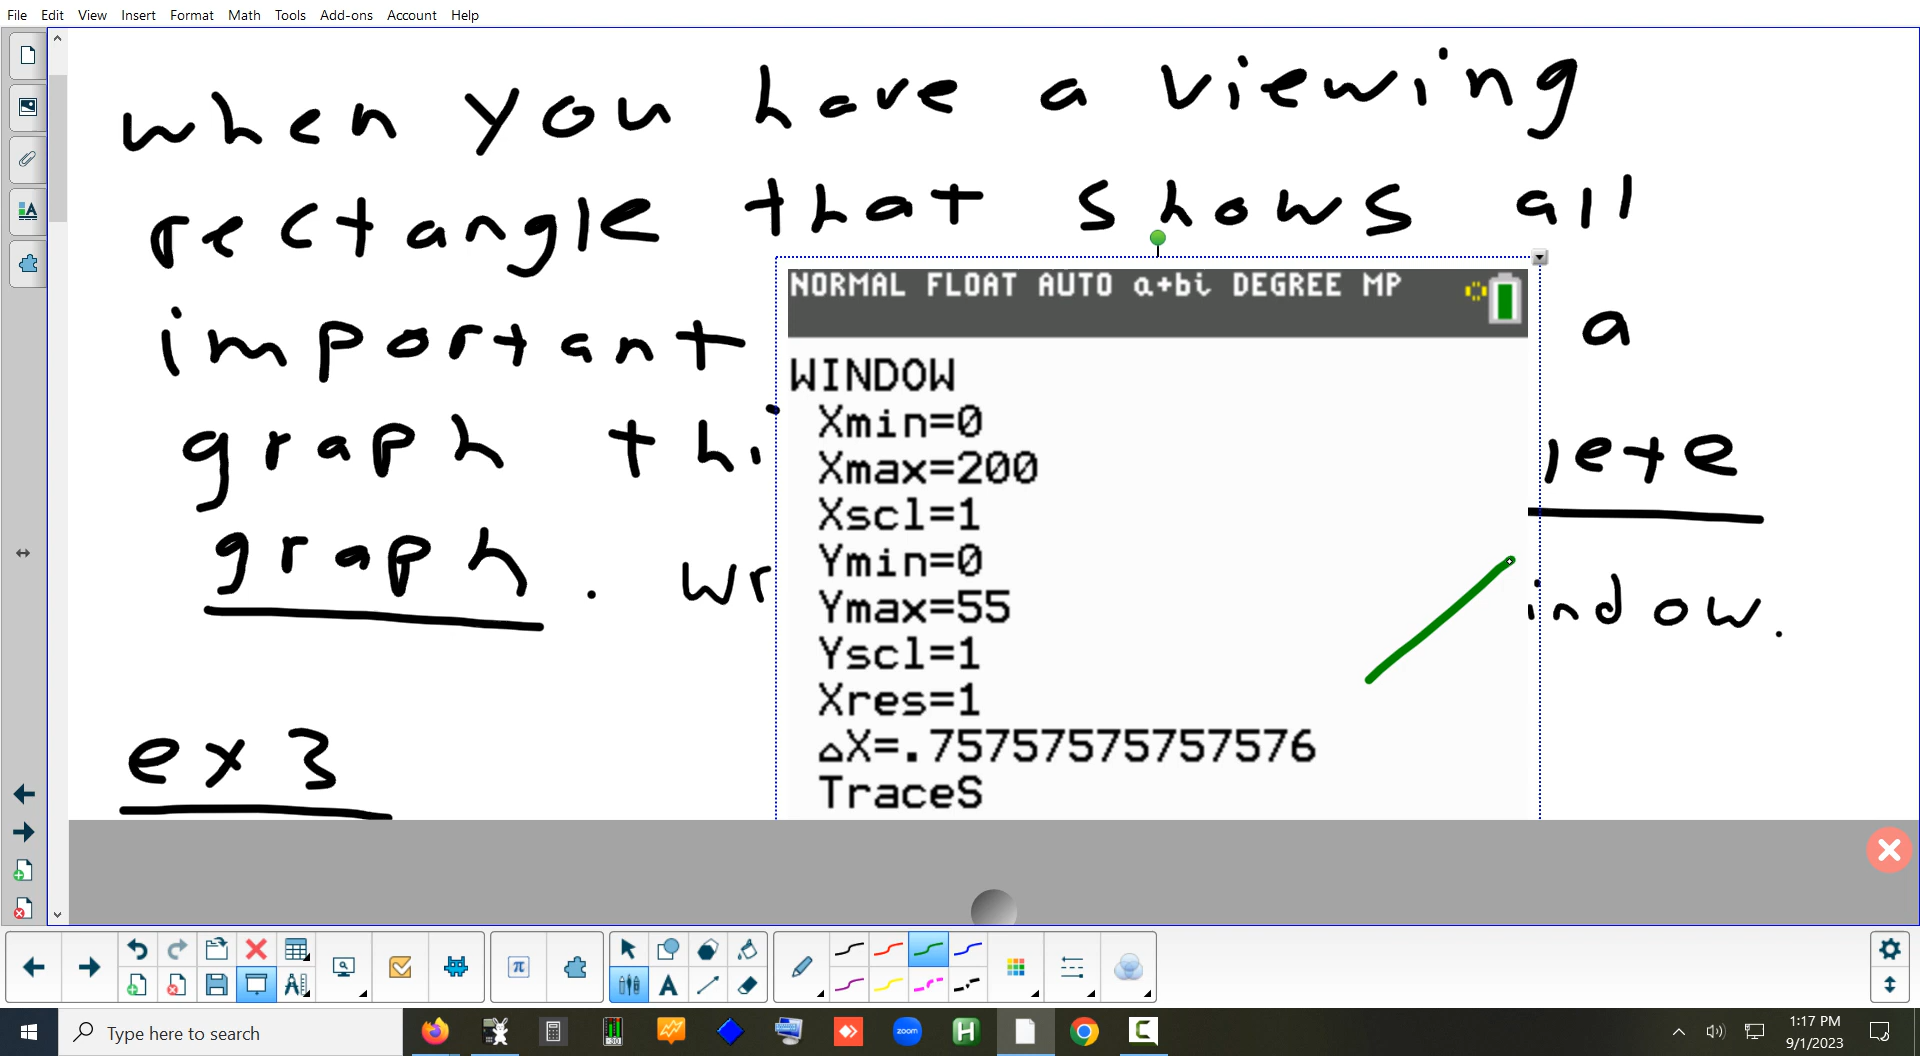 File Edit View Insert Format Math Tools Add-ons Account Help
when you have a viewing
rectangle that shows all
important a
graph thi lete
graph. wr indow.
ex 3
NORMAL FLOAT AUTO a+bi DEGREE MP
WINDOW
Xmin=0
Xmax=200
Xscl=1
Ymin=0
Ymax=55
Yscl=1
Xres=1
△X=.75757575757576
TraceS
π
A
Type here to search
zoom
H
C
1:17 PM
9/1/2023